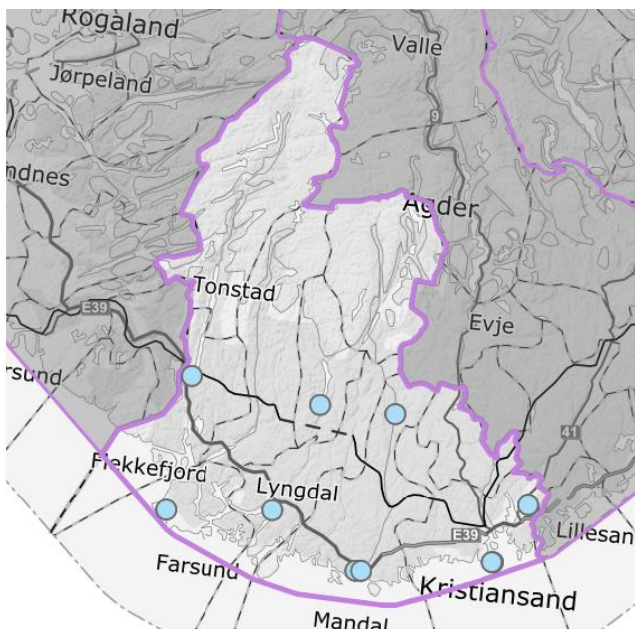 Rogaland
Valle
Jørpeland
9
ndnes
Agder
Tonstad
E39
Evje
rsund
41
Flekkefjord
Lyngdal
E39
Lillesan
Farsund
Kristiansand
Mandal